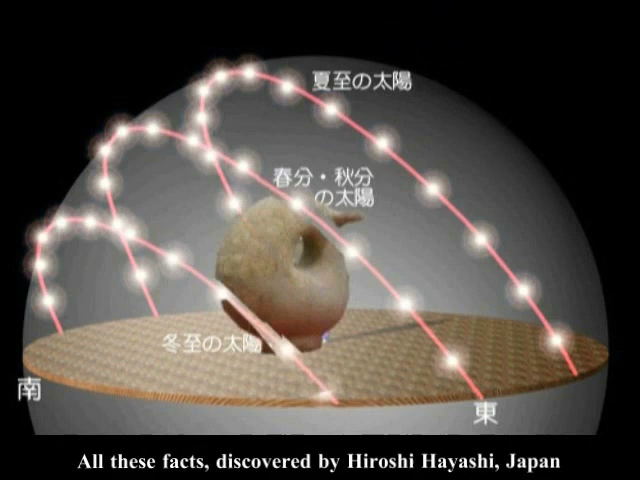 夏至の太陽
春分・秋分
の太陽
冬至の太陽
南
東
All these facts, discovered by Hiroshi Hayashi, Japan